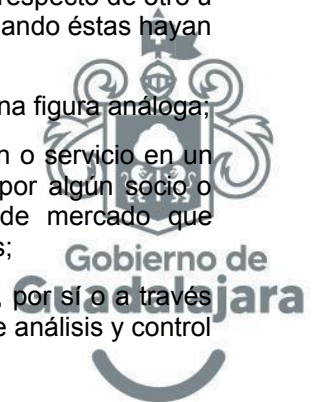 respecto de otro u
ando éstas hayan
na figura análoga;
n o servicio en un
por algún socio o
de mercado que
s;
Gobierno de
Guadalajara
, por sí o a través
e análisis y control